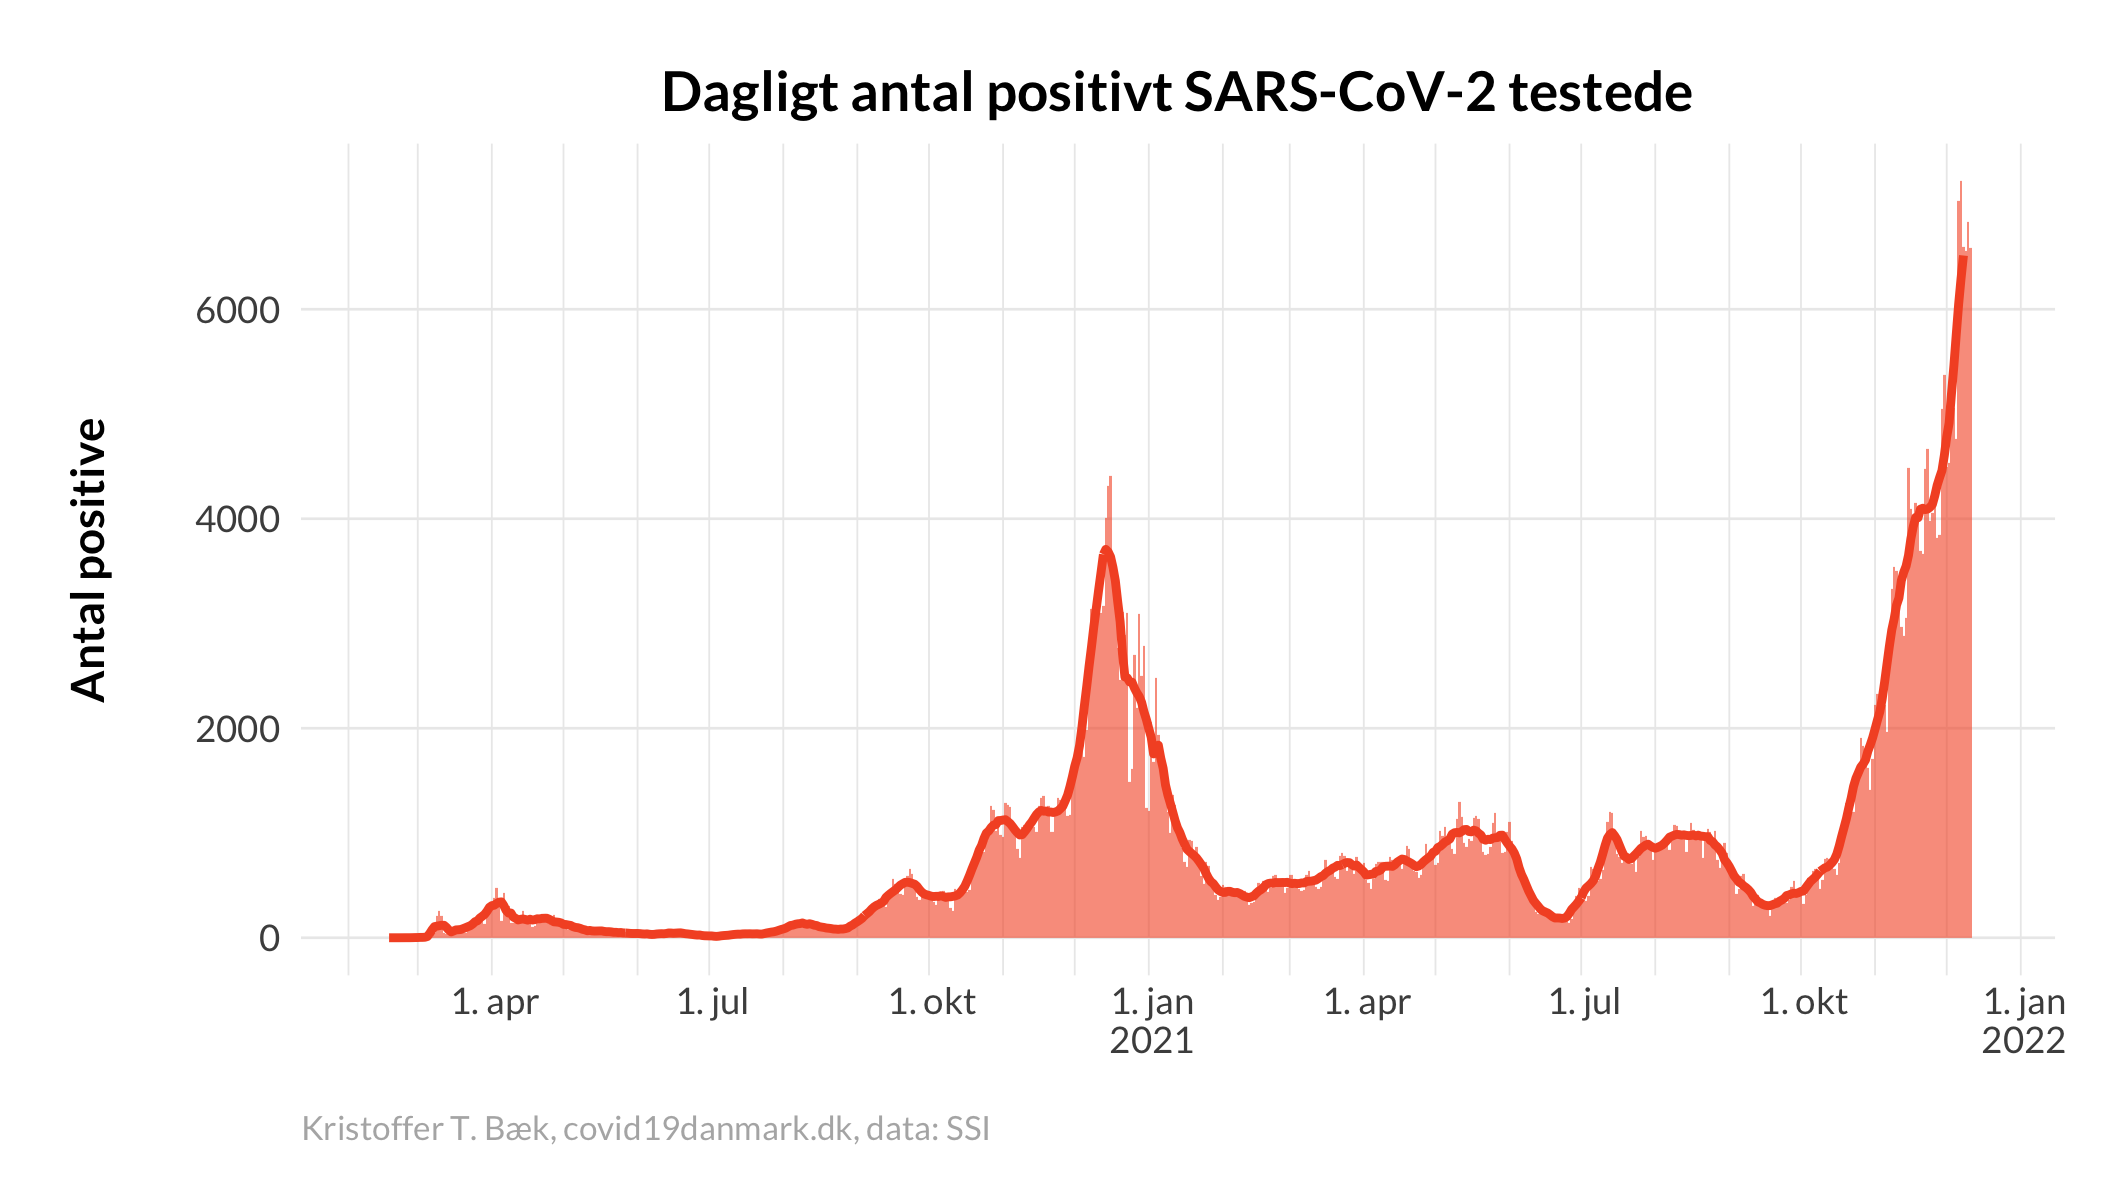 Dagligt antal positivt SARS-CoV-2 testede
Antal positive
6000
4000
2000
0
1. apr
1. jul
1. okt
1. jan
2021
1. apr
1. jul
1. okt
1. jan
2022
Kristoffer T. Bæk, covid19danmark.dk, data: SSI